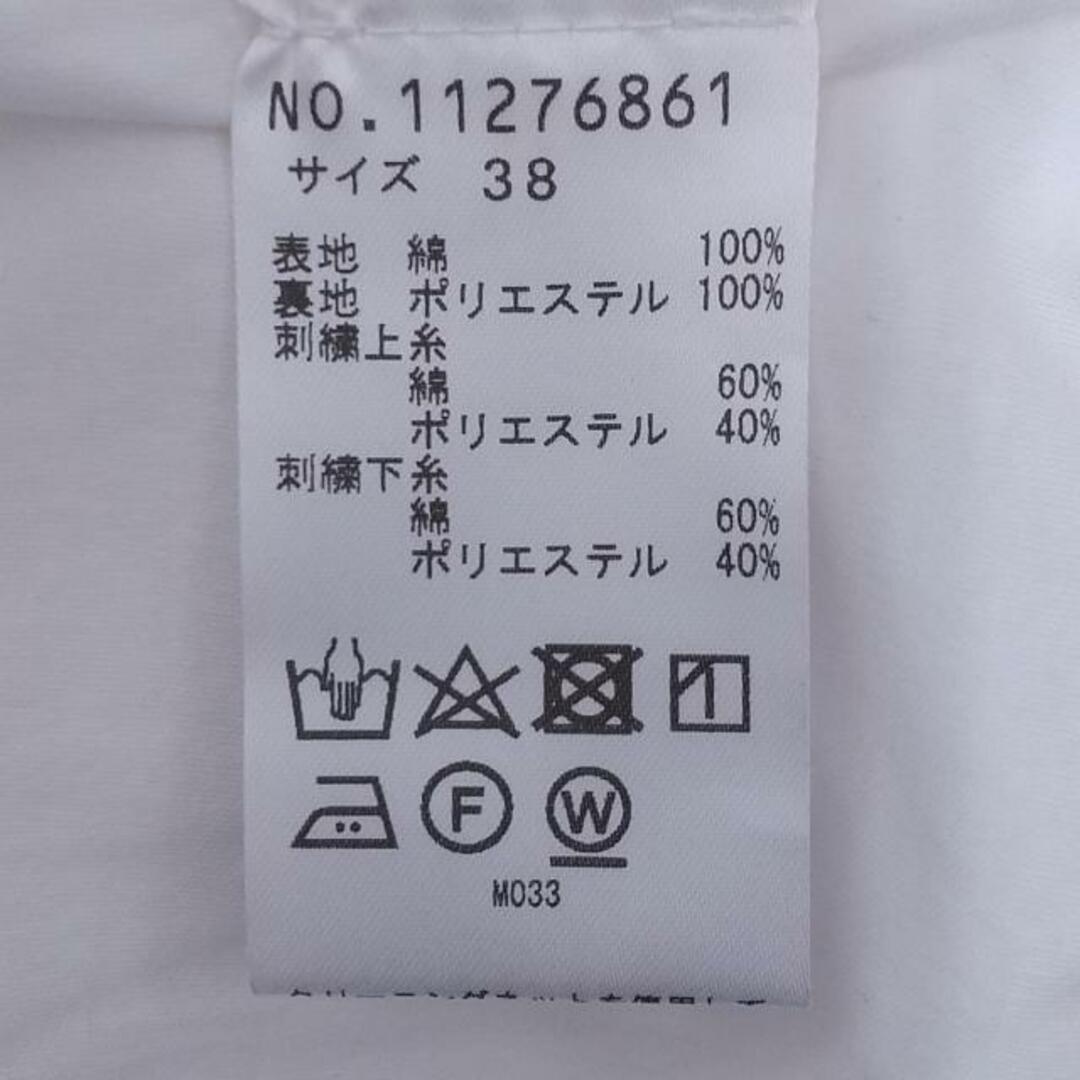 NO.11276861
サイズ 38
表地 綿 100%
裏地 ポリエステル 100%
刺繍上糸
綿 60%
ポリエステル 40%
刺繍下糸
綿 60%
ポリエステル 40%
F W
M033